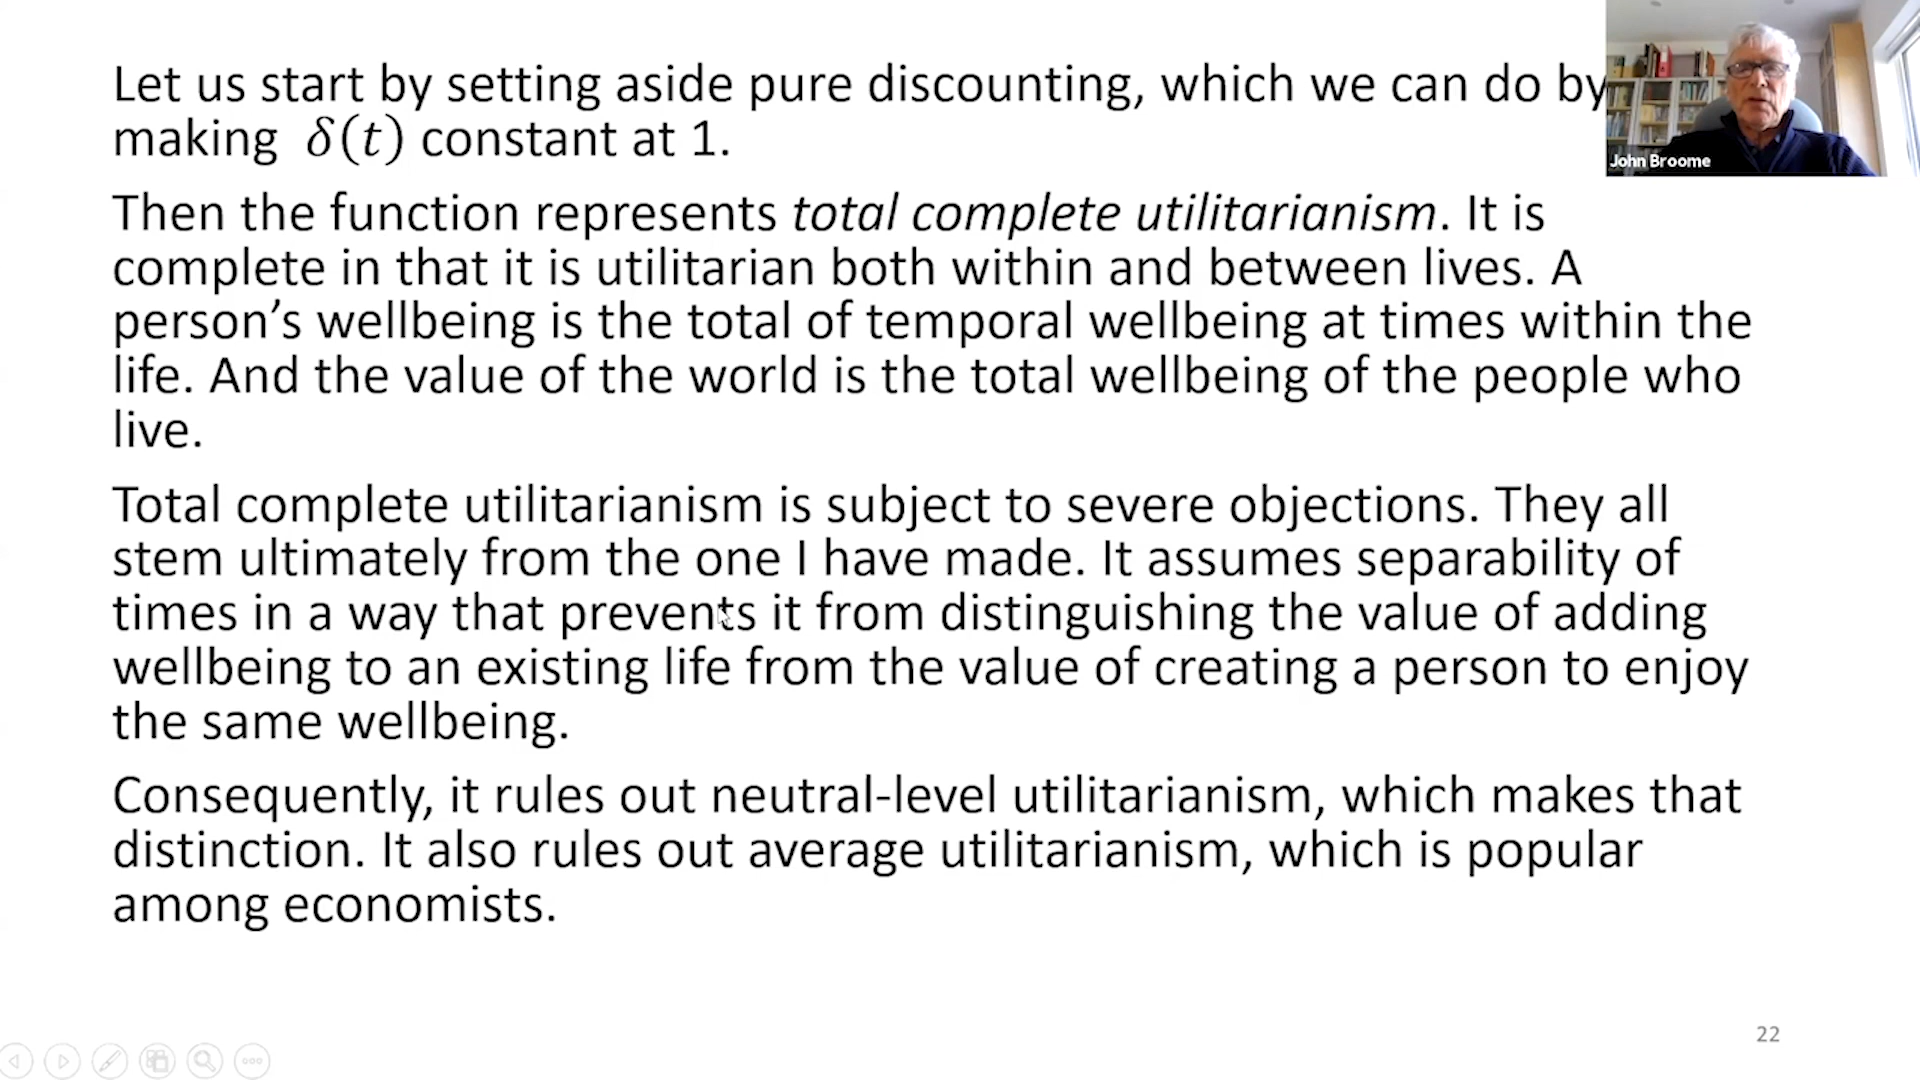 Let us start by setting aside pure discounting, which we can do by
making δ(t) constant at 1.
John Broome
Then the function represents total complete utilitarianism. It is
complete in that it is utilitarian both within and between lives. A
person’s wellbeing is the total of temporal wellbeing at times within the
life. And the value of the world is the total wellbeing of the people who
live.
Total complete utilitarianism is subject to severe objections. They all
stem ultimately from the one I have made. It assumes separability of
times in a way that prevents it from distinguishing the value of adding
wellbeing to an existing life from the value of creating a person to enjoy
the same wellbeing.
Consequently, it rules out neutral-level utilitarianism, which makes that
distinction. It also rules out average utilitarianism, which is popular
among economists.
22